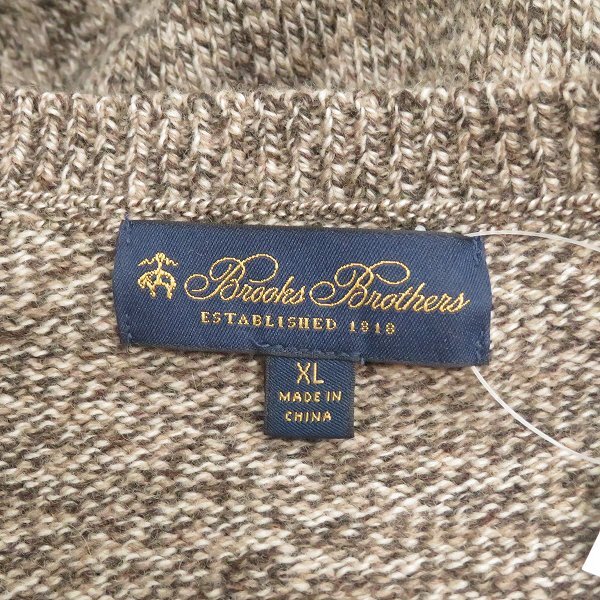 Brooks Brothers
ESTABLISHED 1818
XL
MADE IN
CHINA